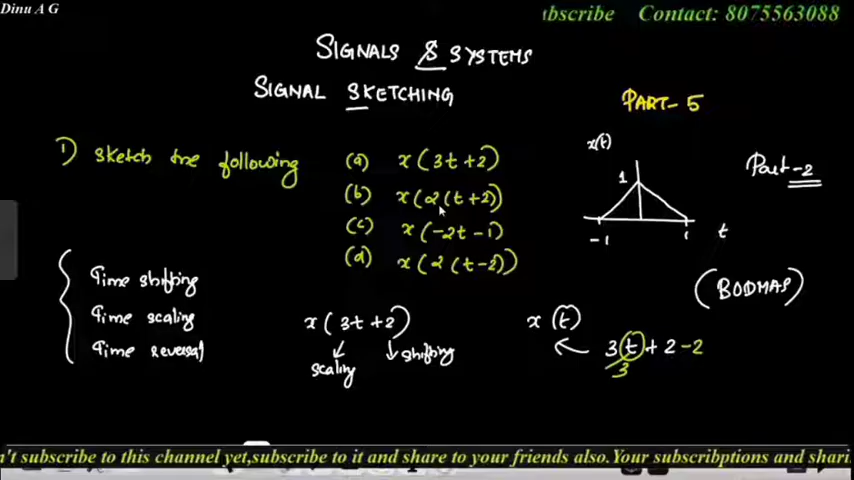 Dinu A G
ıbscribe Contact: 8075563088
SIGNALS & SYSTEMS
SIGNAL SKETCHING
PART-5
1) Sketch the following
(a) x(3t+2)
(b) x(2(t+2))
(c) x(-2t-1)
(d) x(2(t-2))
x(t)
1
-1 1 t
Part-2
(BODMAS)
Time shifting
Time scaling
Time reversal
x(3t+2)
scaling shifting
x(t)
3t+2-2
3
ı't subscribe to this channel yet,subscribe to it and share to your friends also.Your subscribptions and shari